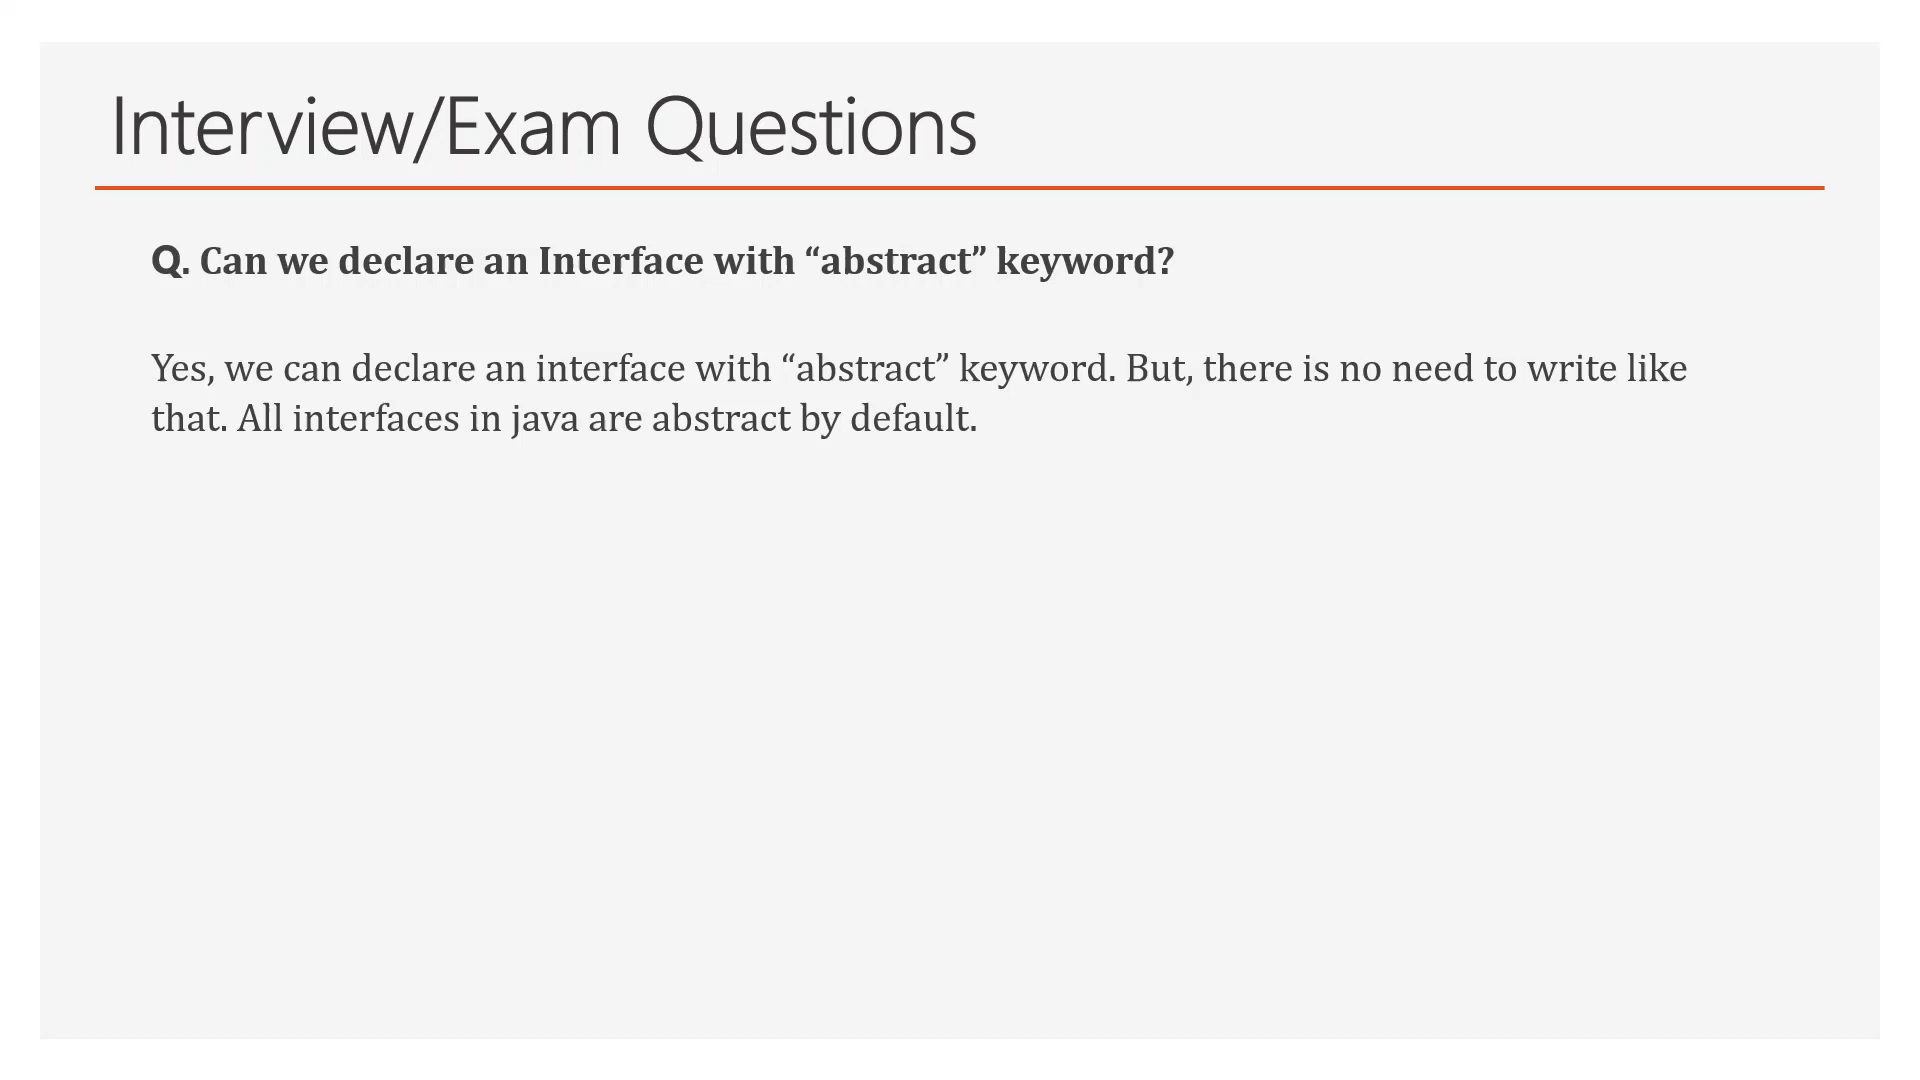 Interview/Exam Questions
Q. Can we declare an Interface with “abstract” keyword?
Yes, we can declare an interface with “abstract” keyword. But, there is no need to write like
that. All interfaces in java are abstract by default.